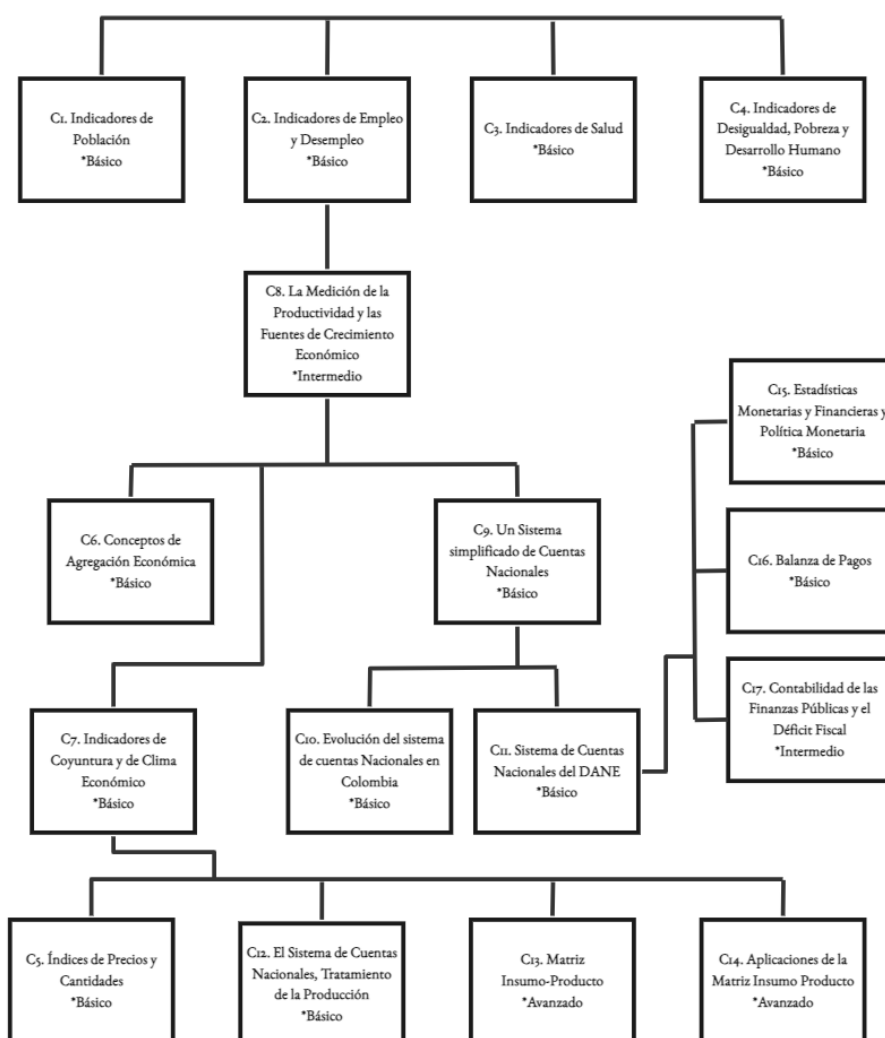 C1. Indicadores de
Población
*Básico
C2. Indicadores de Empleo
y Desempleo
*Básico
C3. Indicadores de Salud
*Básico
C4. Indicadores de
Desigualdad, Pobreza y
Desarrollo Humano
*Básico
C8. La Medición de la
Productividad y las
Fuentes de Crecimiento
Económico
*Intermedio
C15. Estadísticas
Monetarias y Financieras y
Política Monetaria
*Básico
C6. Conceptos de
Agregación Económica
*Básico
C9. Un Sistema
simplificado de Cuentas
Nacionales
*Básico
C16. Balanza de Pagos
*Básico
C17. Contabilidad de las
Finanzas Públicas y el
Déficit Fiscal
*Intermedio
C7. Indicadores de
Coyuntura y de Clima
Económico
*Básico
C10. Evolución del sistema
de cuentas Nacionales en
Colombia
*Básico
C11. Sistema de Cuentas
Nacionales del DANE
*Básico
C5. Índices de Precios y
Cantidades
*Básico
C12. El Sistema de Cuentas
Nacionales, Tratamiento
de la Producción
*Básico
C13. Matriz
Insumo-Producto
*Avanzado
C14. Aplicaciones de la
Matriz Insumo Producto
*Avanzado